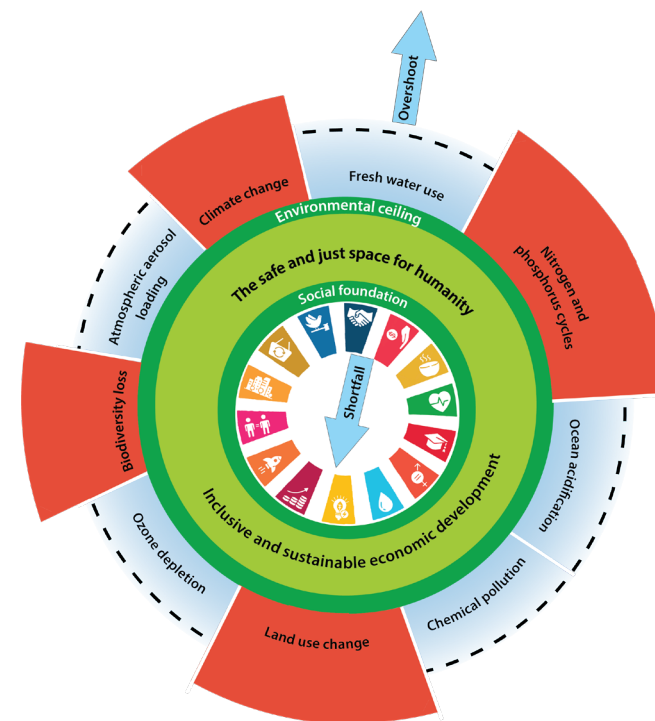 Overshoot
Fresh water use
Climate change
Environmental ceiling
Nitrogen and
phosphorus cycles
Atmospheric aerosol
loading
The safe and just space for humanity
Social foundation
Shortfall
Biodiversity loss
Ocean acidification
Inclusive and sustainable economic development
Ozone depletion
Chemical pollution
Land use change